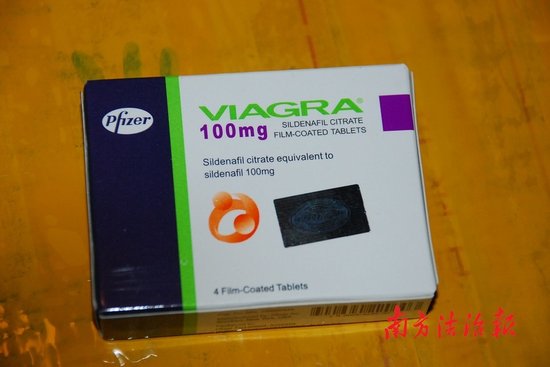 Pfizer
VIAGRA®
100mg
SILDENAFIL CITRATE
FILM-COATED TABLETS
Sildenafil citrate equivalent to
sildenafil 100mg
4 Film-Coated Tablets
南方法治報